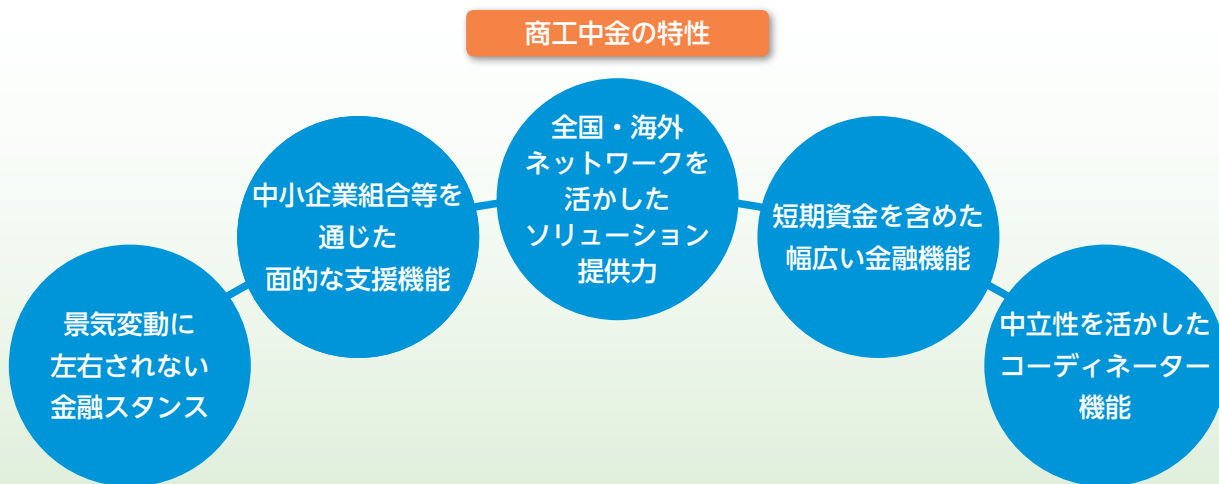 商工中金の特性
景気変動に
左右されない
金融スタンス
中小企業組合等を
通じた
面的な支援機能
全国・海外
ネットワークを
活かした
ソリューション
提供力
短期資金を含めた
幅広い金融機能
中立性を活かした
コーディネーター
機能